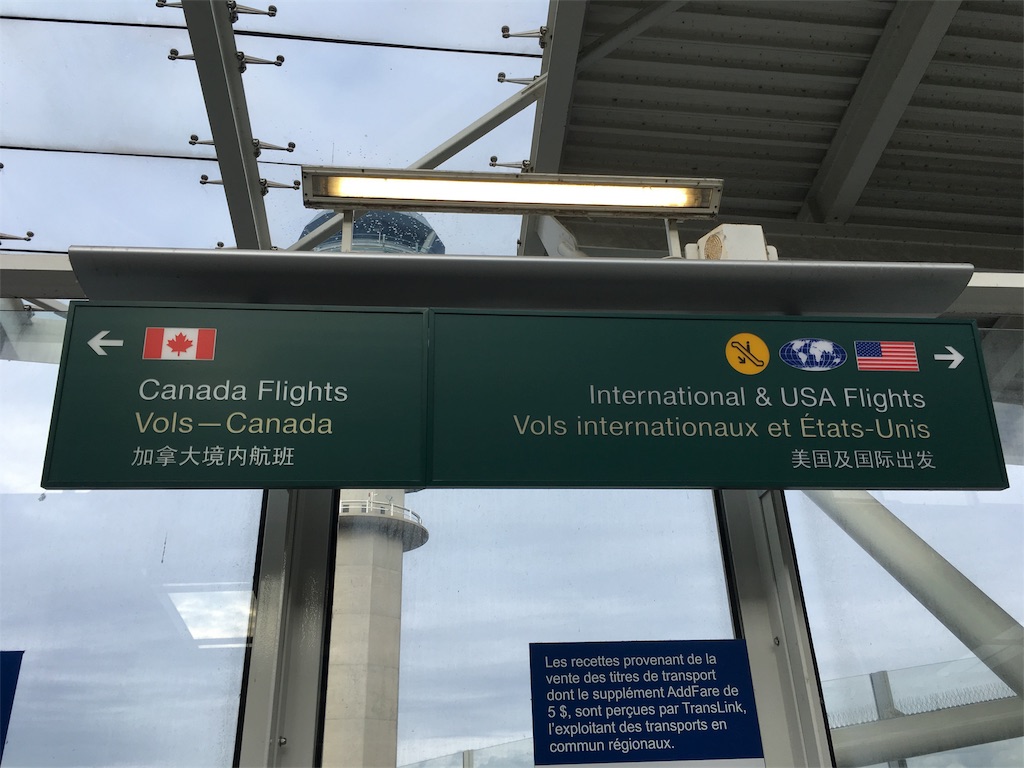 Canada Flights
Vols — Canada
加拿大境内航班
International & USA Flights
Vols internationaux et États-Unis
美国及国际出发
Les recettes provenant de la
vente des titres de transport
dont le supplément AddFare de
5 $, sont perçues par TransLink,
l'exploitant des transports en
commun régionaux.